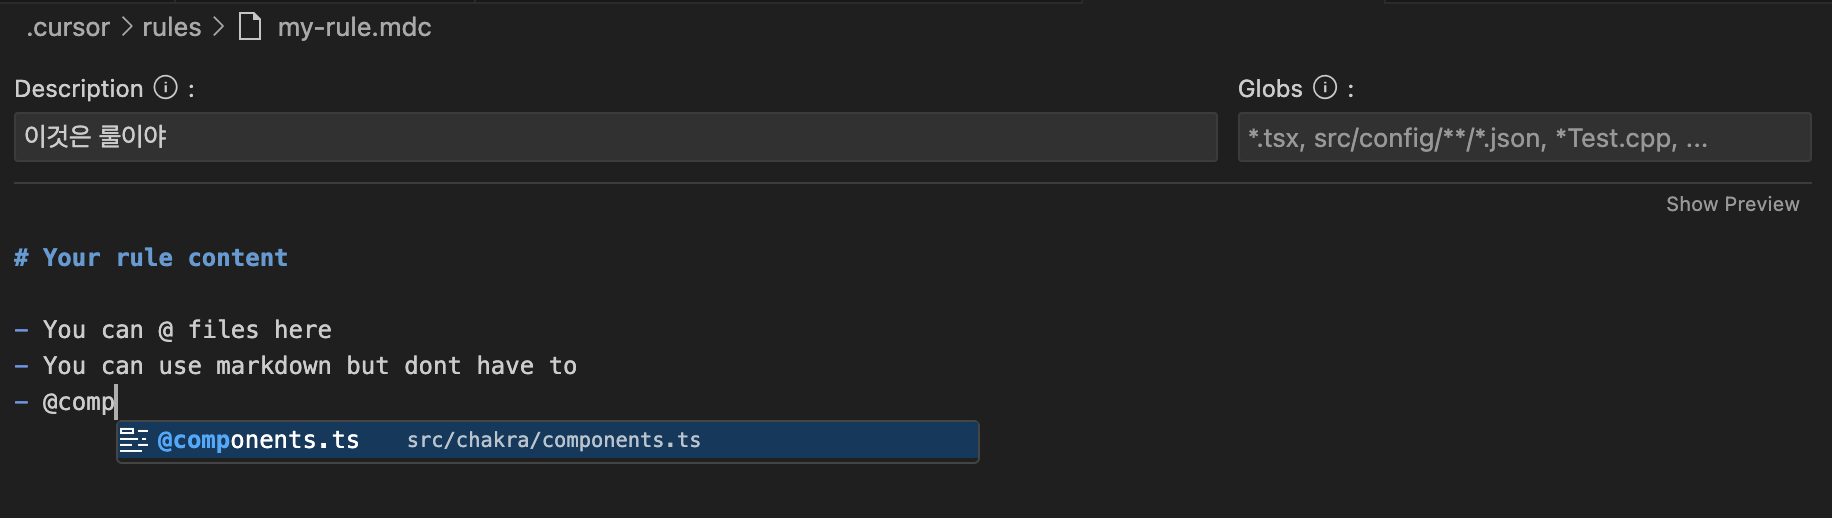 .cursor > rules > my-rule.mdc
Description :
Globs :
이것은 룰이야
*.tsx, src/config/**/*.json, *Test.cpp, ...
Show Preview
# Your rule content
- You can @ files here
- You can use markdown but dont have to
- @comp
@components.ts src/chakra/components.ts